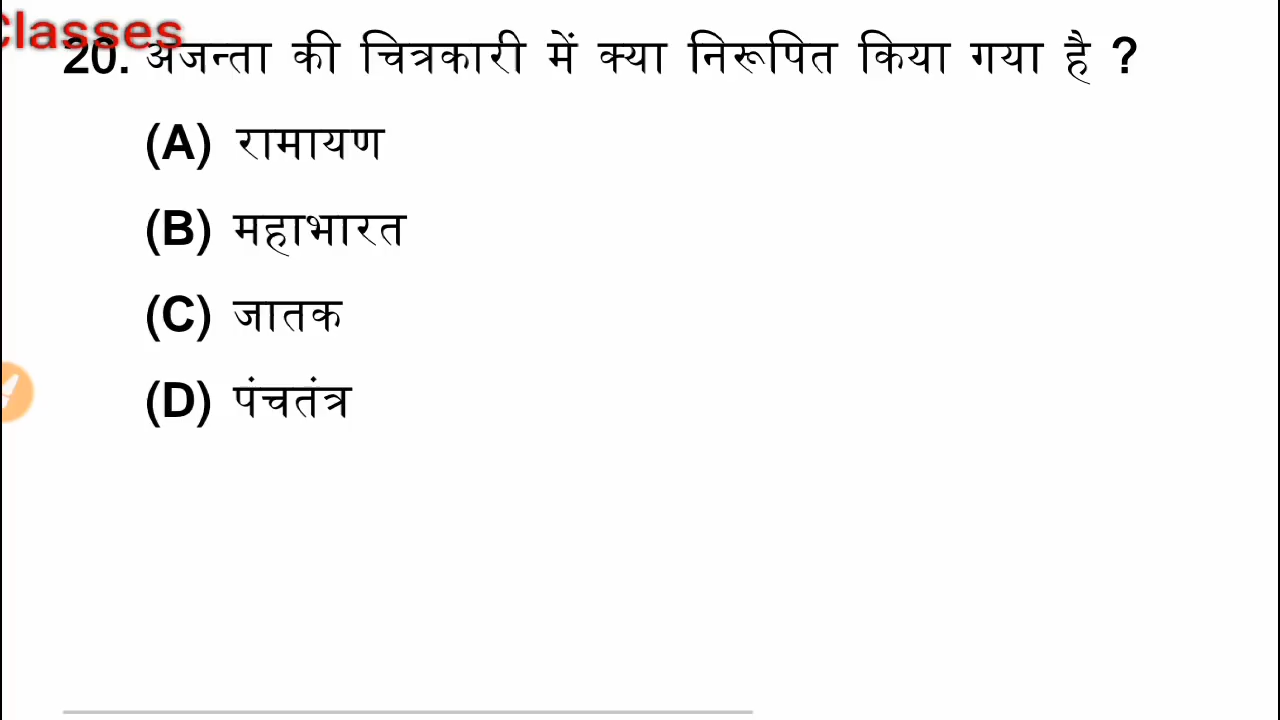 Classes
20. अजन्ता की चित्रकारी में क्या निरूपित किया गया है ?
(A) रामायण
(B) महाभारत
(C) जातक
(D) पंचतंत्र